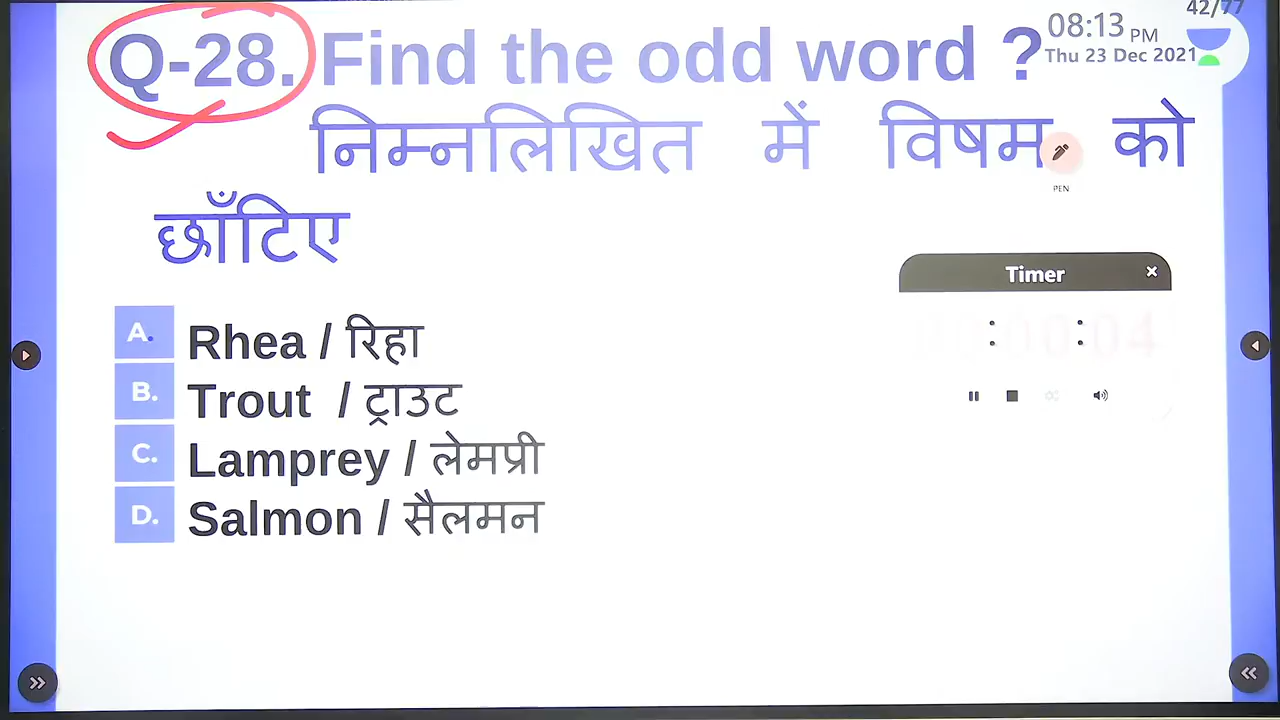 42/77
08:13 PM
Thu 23 Dec 2021
Q-28. Find the odd word ?
निम्नलिखित में विषम को
छाँटिए
PEN
Timer
A. Rhea / रिहा
B. Trout / ट्राउट
C. Lamprey / लेमप्री
D. Salmon / सैलमन